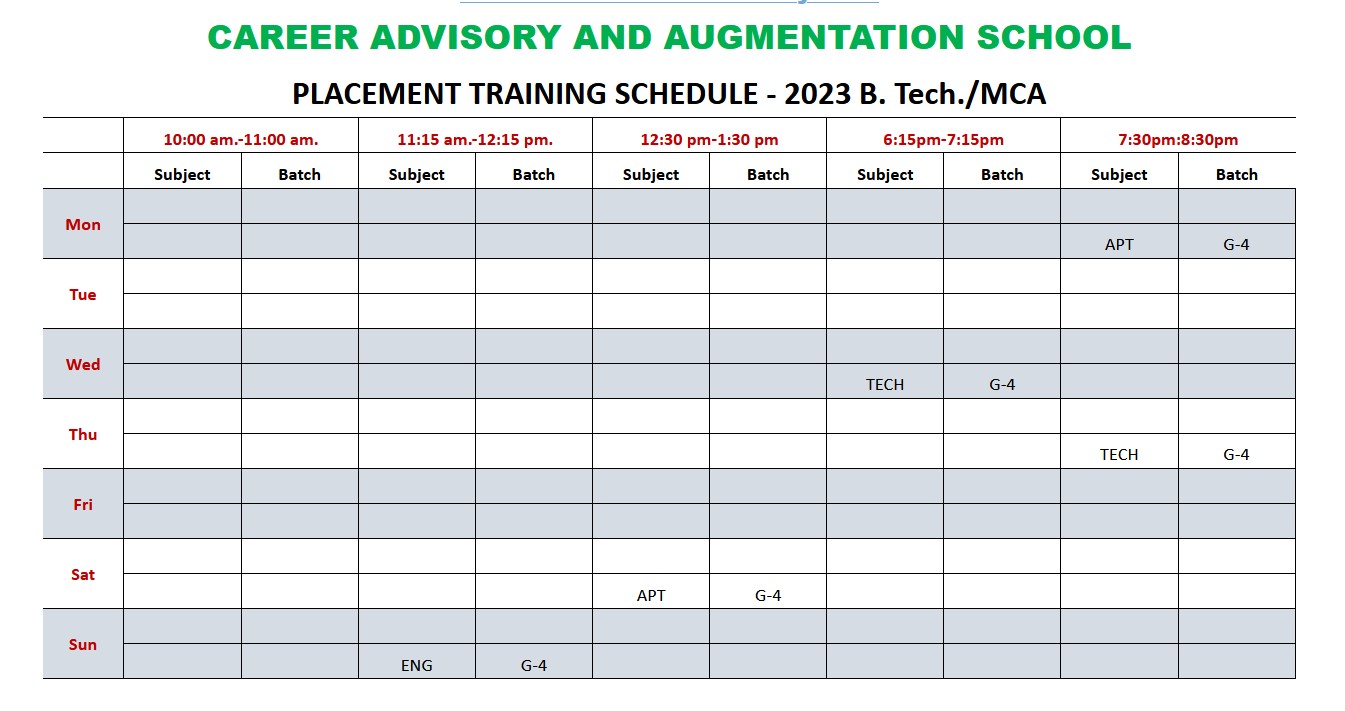 CAREER ADVISORY AND AUGMENTATION SCHOOL
PLACEMENT TRAINING SCHEDULE - 2023 B. Tech./MCA
10:00 am.-11:00 am. 11:15 am.-12:15 pm. 12:30 pm-1:30 pm 6:15pm-7:15pm 7:30pm:8:30pm
Subject Batch Subject Batch Subject Batch Subject Batch Subject Batch
Mon
APT G-4
Tue
Wed
TECH G-4
Thu
TECH G-4
Fri
Sat
APT G-4
Sun
ENG G-4